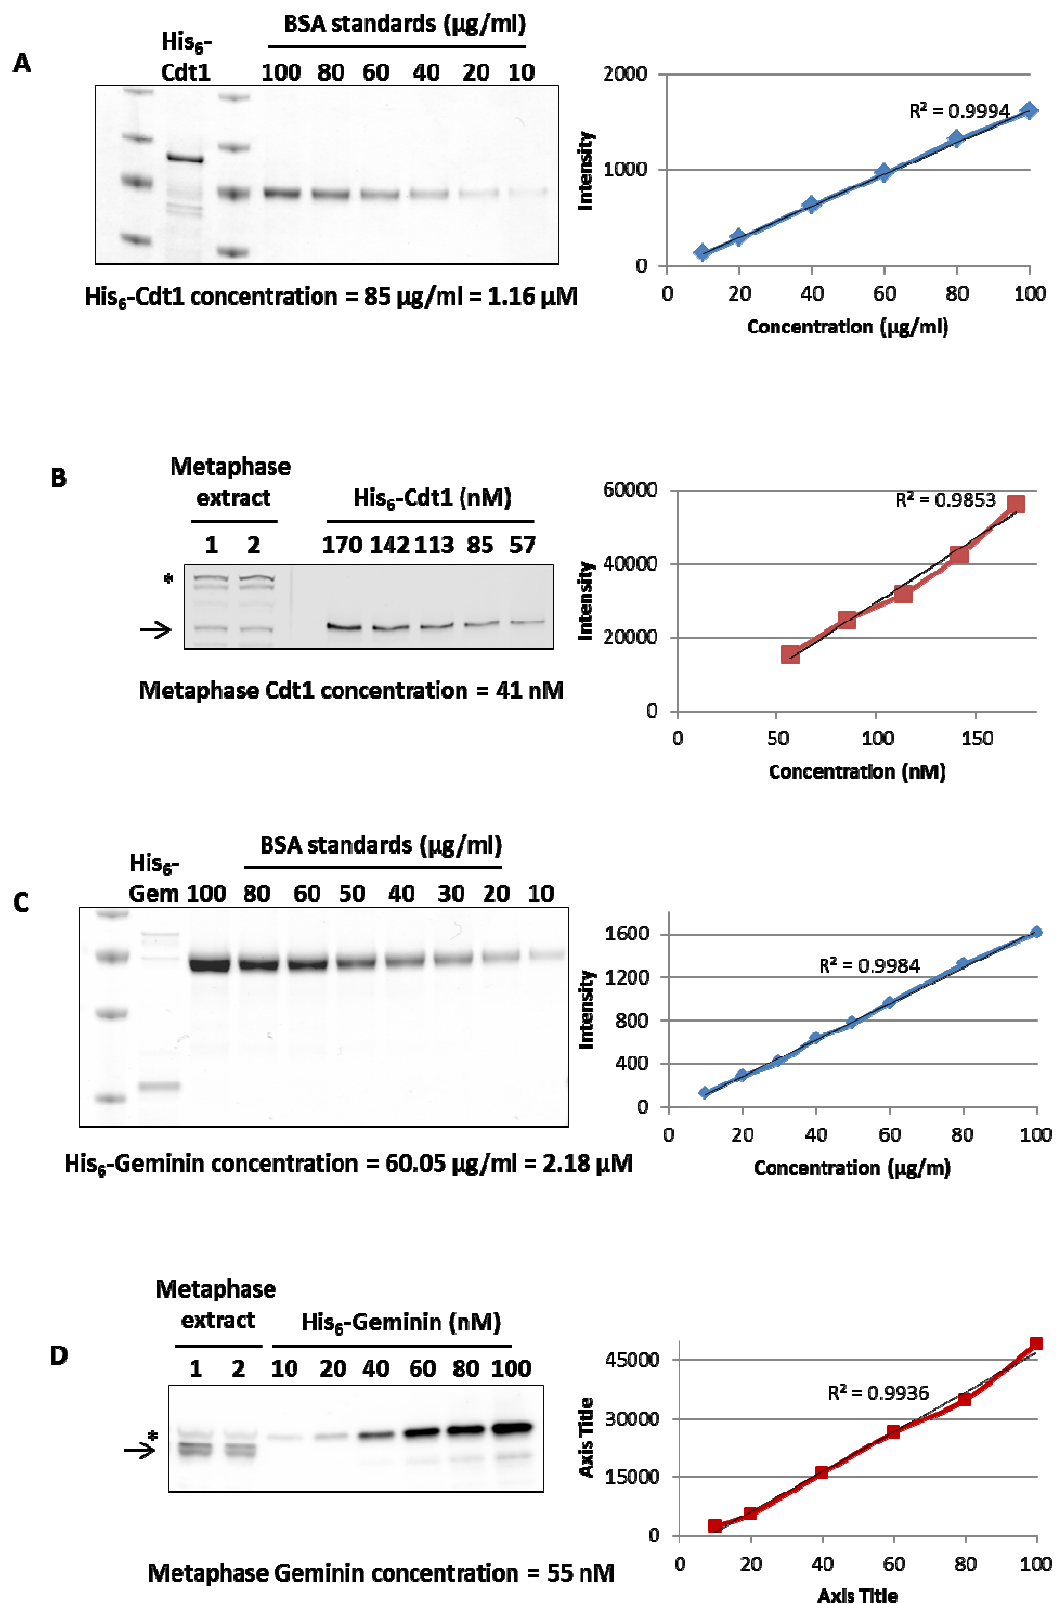 A
His6-
Cdt1
BSA standards (µg/ml)
100 80 60 40 20 10
His6-Cdt1 concentration = 85 µg/ml = 1.16 µM
2000
1000
0
Intensity
R² = 0.9994
0 20 40 60 80 100
Concentration (µg/ml)
B
Metaphase
extract
His6-Cdt1 (nM)
1 2 170 142 113 85 57
*
Metaphase Cdt1 concentration = 41 nM
60000
40000
20000
0
Intensity
R² = 0.9853
0 50 100 150
Concentration (nM)
C
BSA standards (µg/ml)
His6-
Gem 100 80 60 50 40 30 20 10
His6-Geminin concentration = 60.05 µg/ml = 2.18 µM
1600
1200
800
400
0
Intensity
R² = 0.9984
0 20 40 60 80 100
Concentration (µg/m)
D
Metaphase
extract
His6-Geminin (nM)
1 2 10 20 40 60 80 100
*
Metaphase Geminin concentration = 55 nM
45000
30000
15000
0
Axis Title
R² = 0.9936
0 20 40 60 80 100
Axis Title